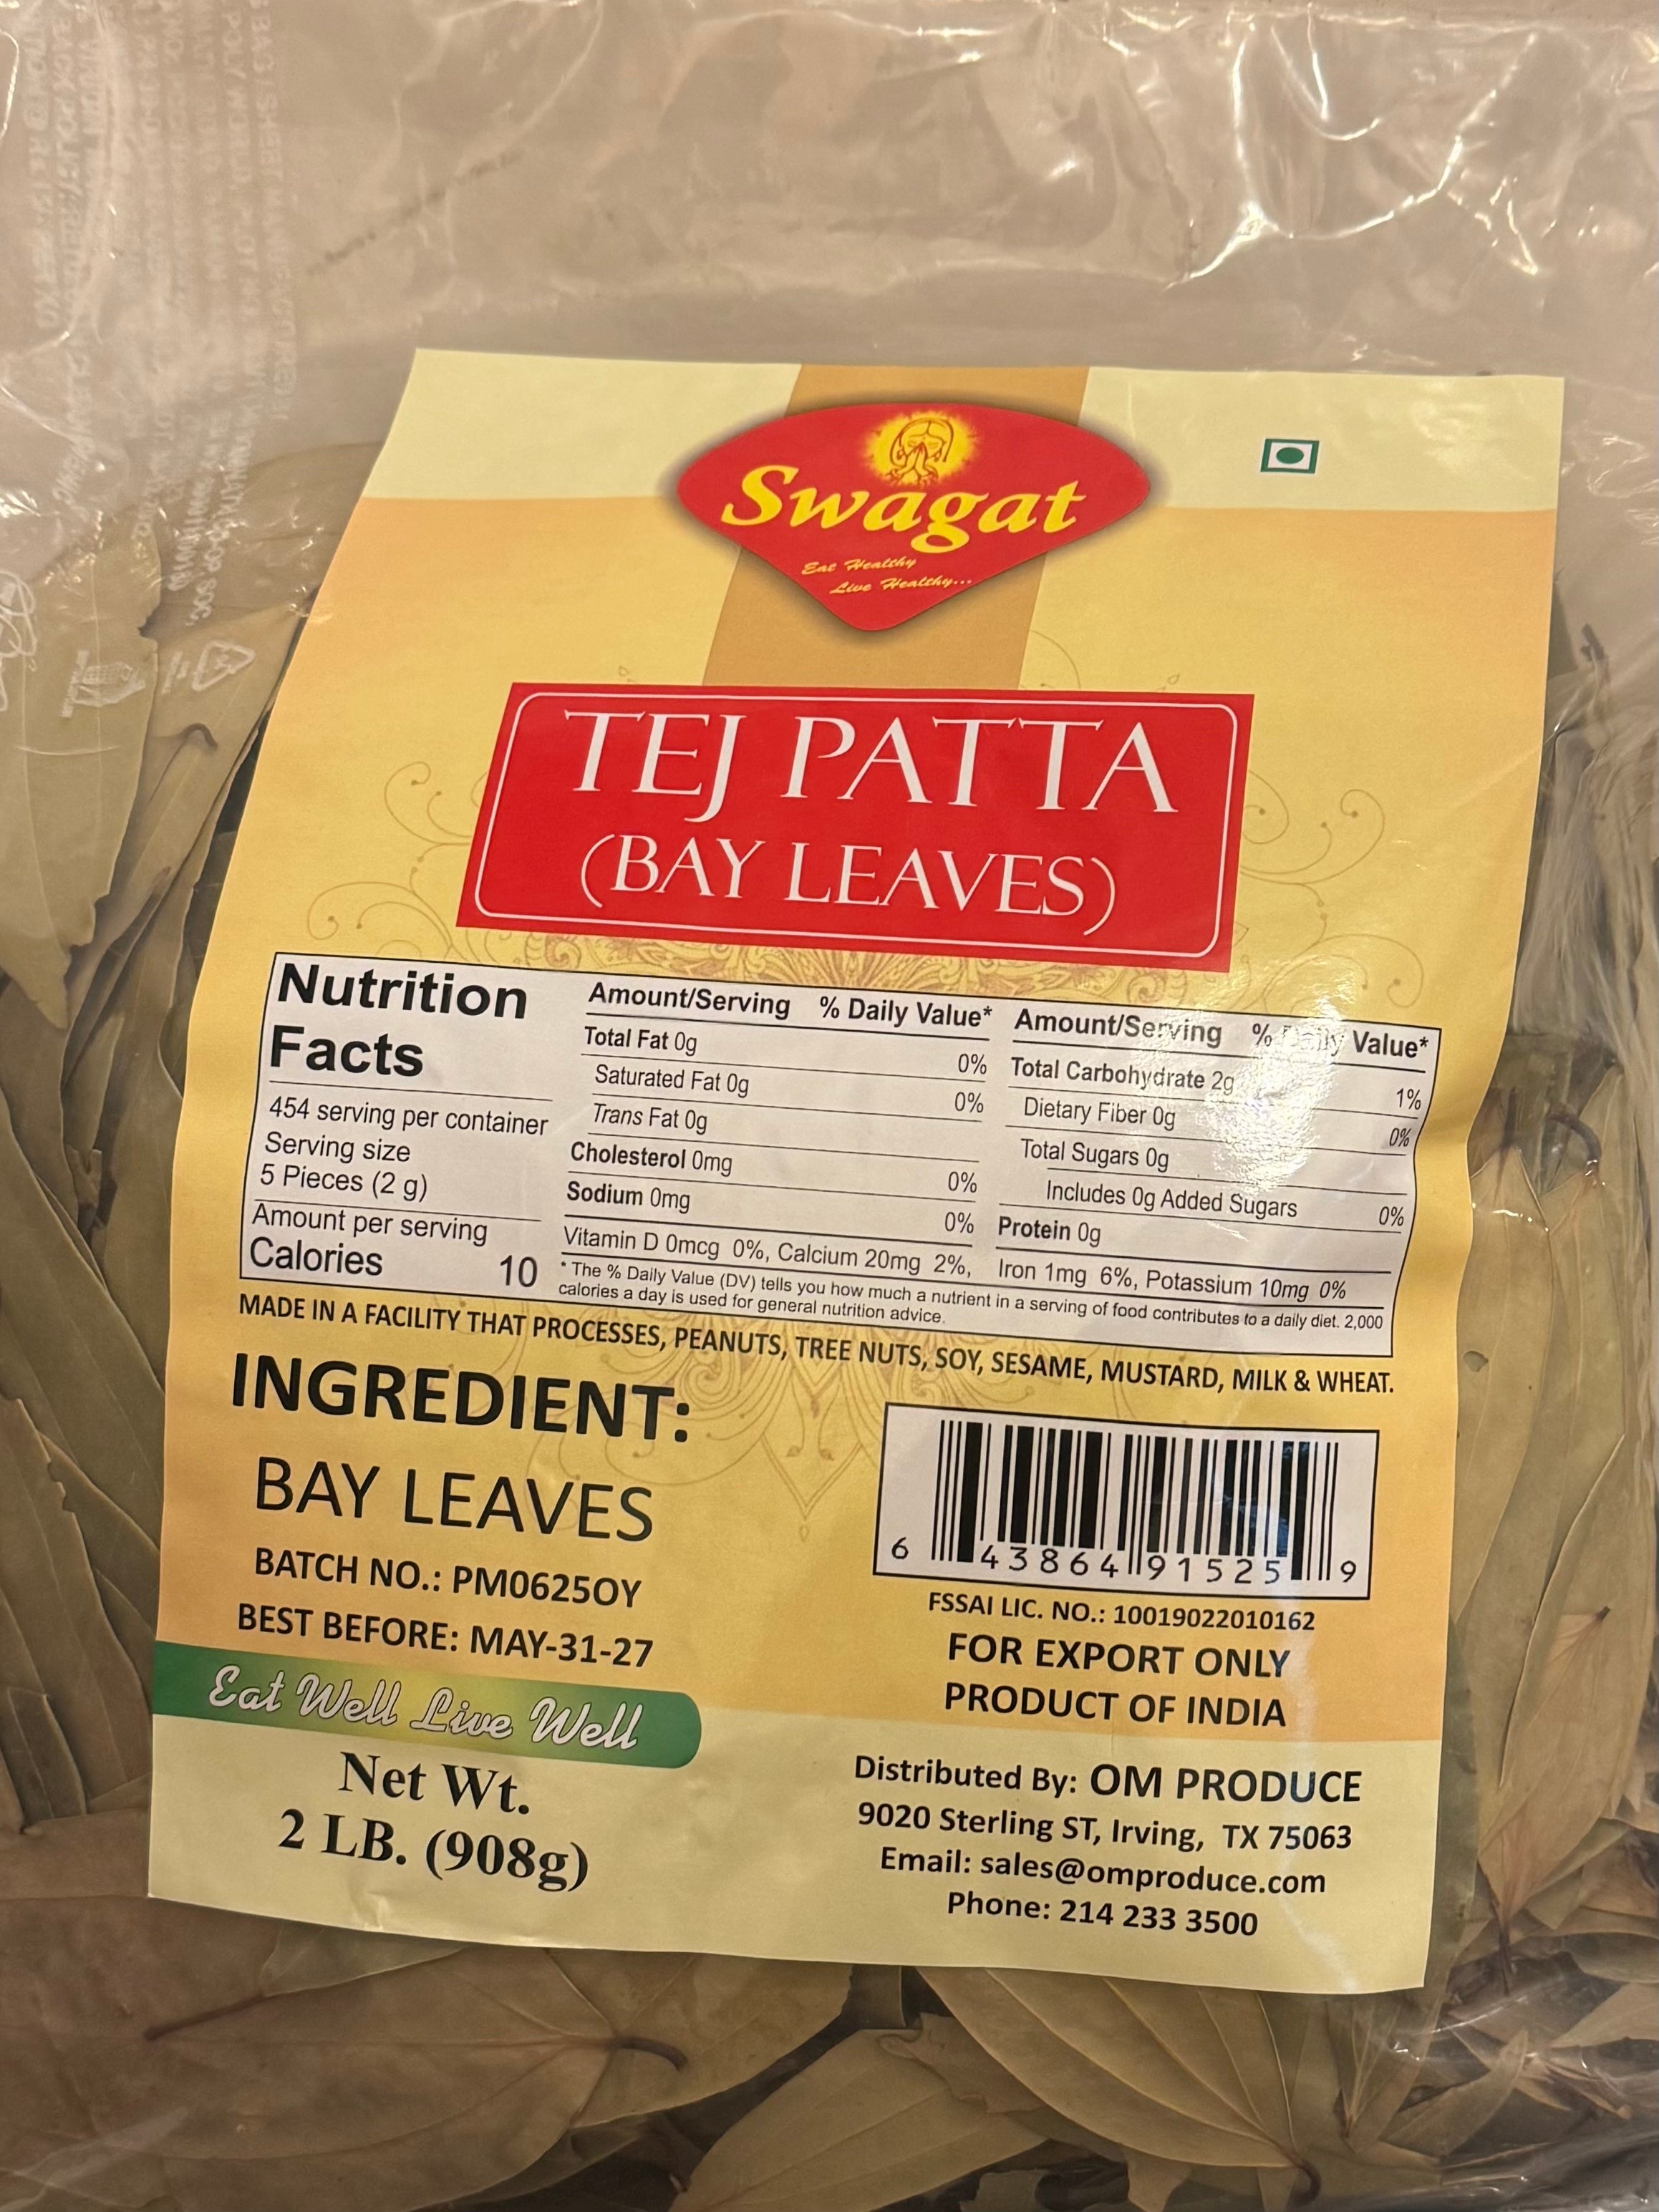 Swagat
Eat Healthy
Live Healthy...
TEJ PATTA
(BAY LEAVES)
Nutrition
Facts
454 serving per container
Serving size
5 Pieces (2 g)
Amount per serving
Calories 10
Amount/Serving % Daily Value*
Total Fat 0g 0%
Saturated Fat 0g 0%
Trans Fat 0g
Cholesterol 0mg 0%
Sodium 0mg 0%
Amount/Serving % Daily Value*
Total Carbohydrate 2g 1%
Dietary Fiber 0g 0%
Total Sugars 0g
Includes 0g Added Sugars 0%
Protein 0g
Vitamin D 0mcg 0%, Calcium 20mg 2%, Iron 1mg 6%, Potassium 10mg 0%
* The % Daily Value (DV) tells you how much a nutrient in a serving of food contributes to a daily diet. 2,000
calories a day is used for general nutrition advice.
MADE IN A FACILITY THAT PROCESSES, PEANUTS, TREE NUTS, SOY, SESAME, MUSTARD, MILK & WHEAT.
INGREDIENT:
BAY LEAVES
BATCH NO.: PM0625OY
BEST BEFORE: MAY-31-27
Eat Well Live Well
Net Wt.
2 LB. (908g)
6 43864 91525 9
FSSAI LIC. NO.: 10019022010162
FOR EXPORT ONLY
PRODUCT OF INDIA
Distributed By: OM PRODUCE
9020 Sterling ST, Irving, TX 75063
Email: sales@omproduce.com
Phone: 214 233 3500